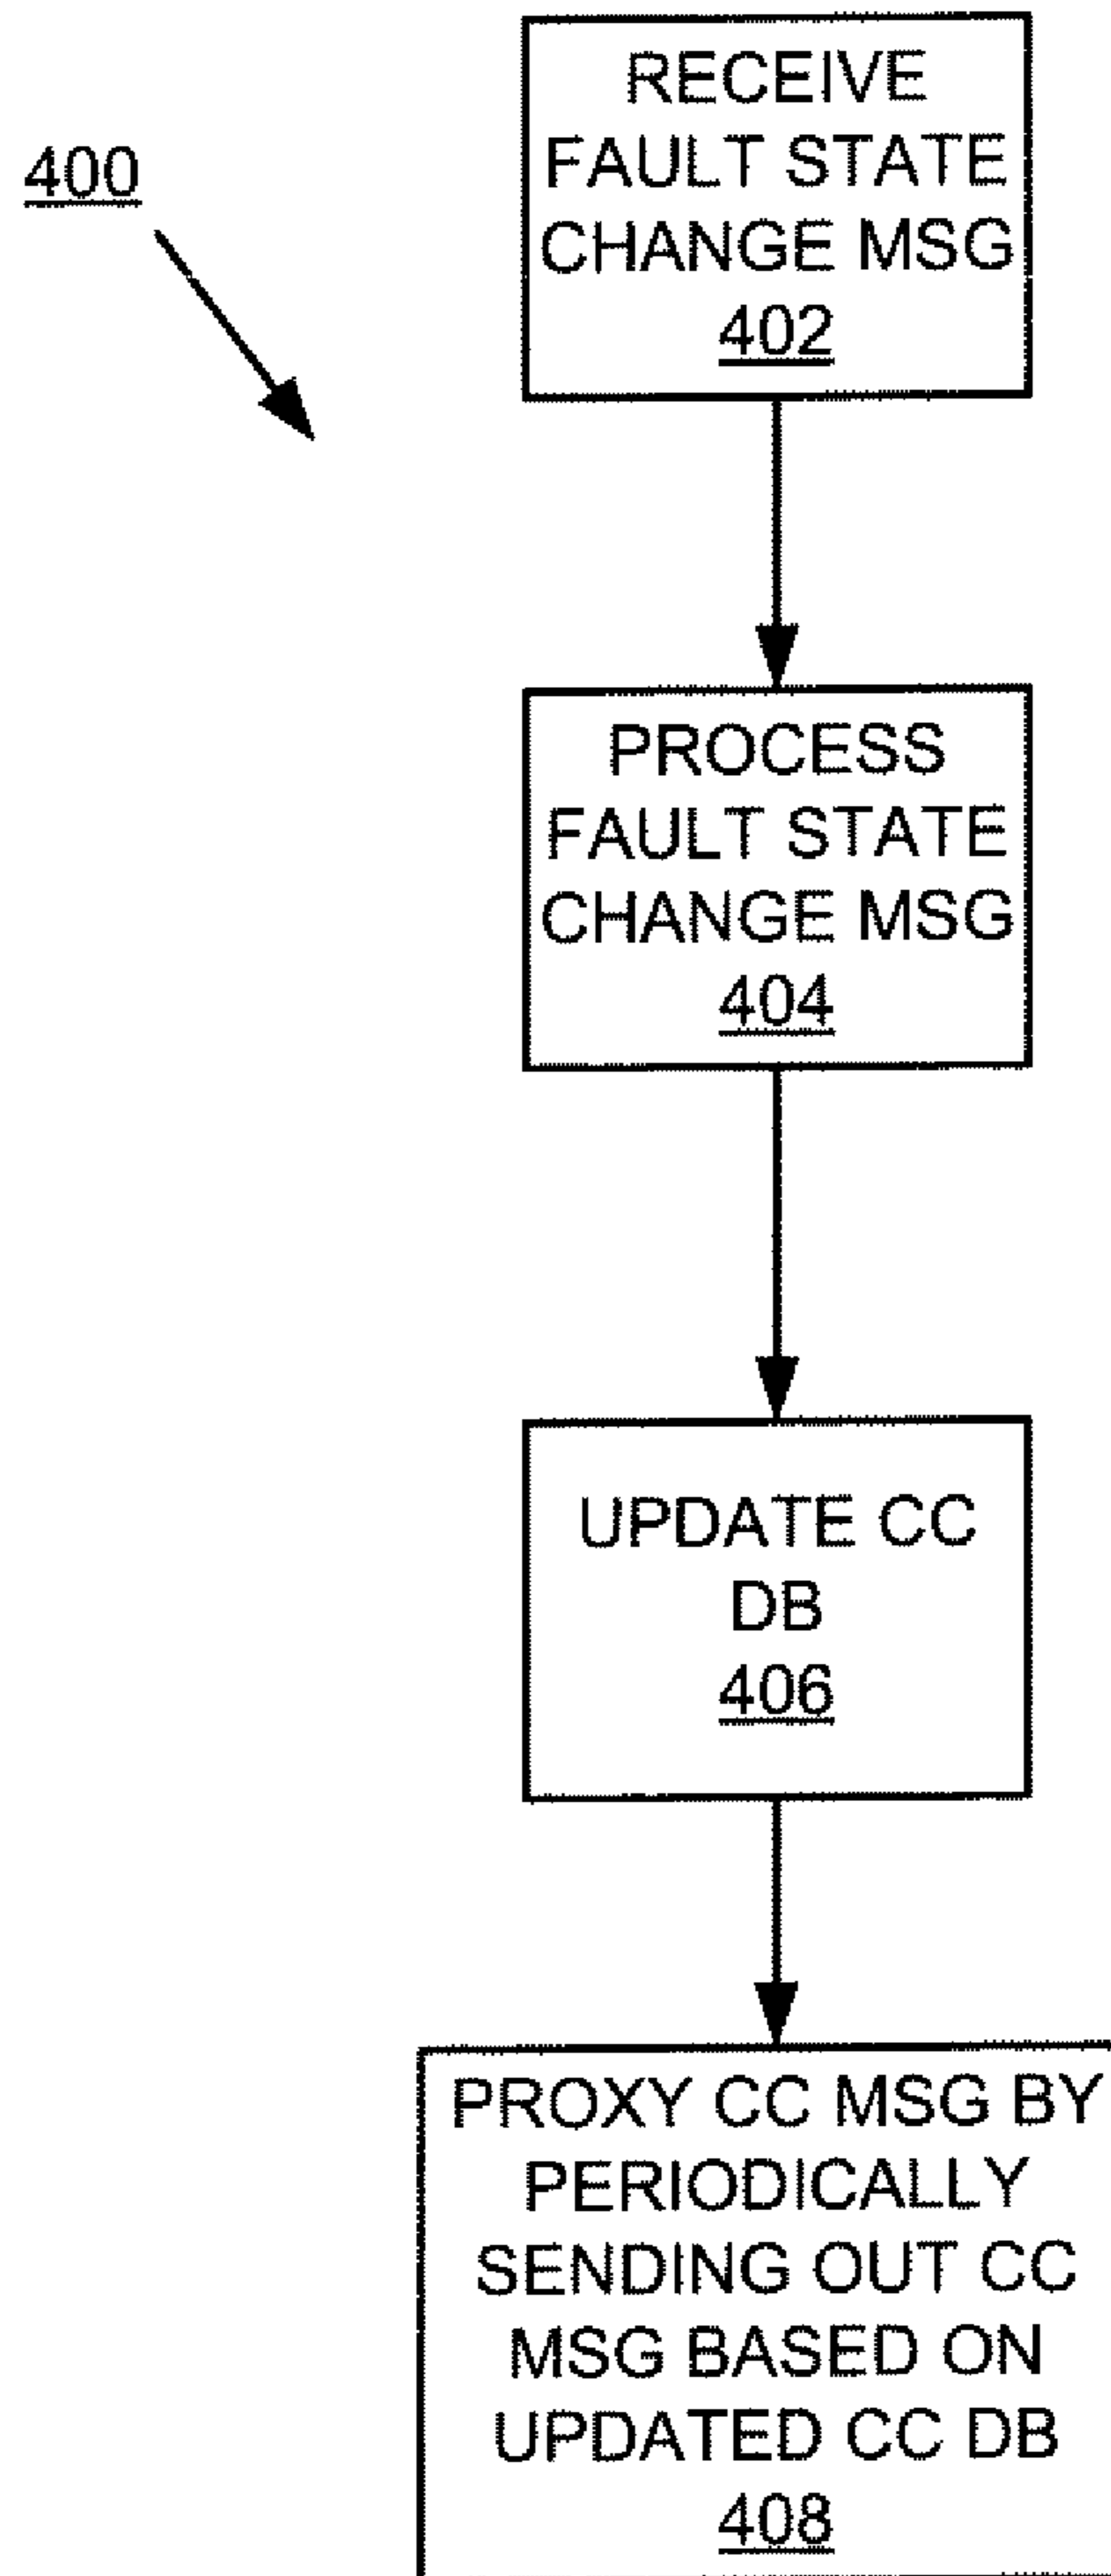 400
RECEIVE
FAULT STATE
CHANGE MSG
402
PROCESS
FAULT STATE
CHANGE MSG
404
UPDATE CC
DB
406
PROXY CC MSG BY
PERIODICALLY
SENDING OUT CC
MSG BASED ON
UPDATED CC DB
408